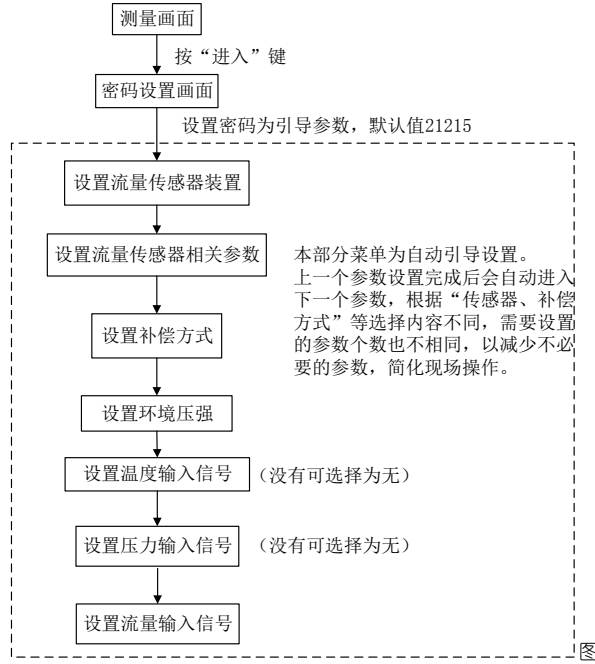 测量画面
按“进入”键
密码设置画面
设置密码为引导参数，默认值21215
设置流量传感器装置
设置流量传感器相关参数
本部分菜单为自动引导设置。
上一个参数设置完成后会自动进入
下一个参数，根据“传感器、补偿
方式”等选择内容不同，需要设置
的参数个数也不相同，以减少不必
要的参数，简化现场操作。
设置补偿方式
设置环境压强
设置温度输入信号 （没有可选择为无）
设置压力输入信号 （没有可选择为无）
设置流量输入信号
图